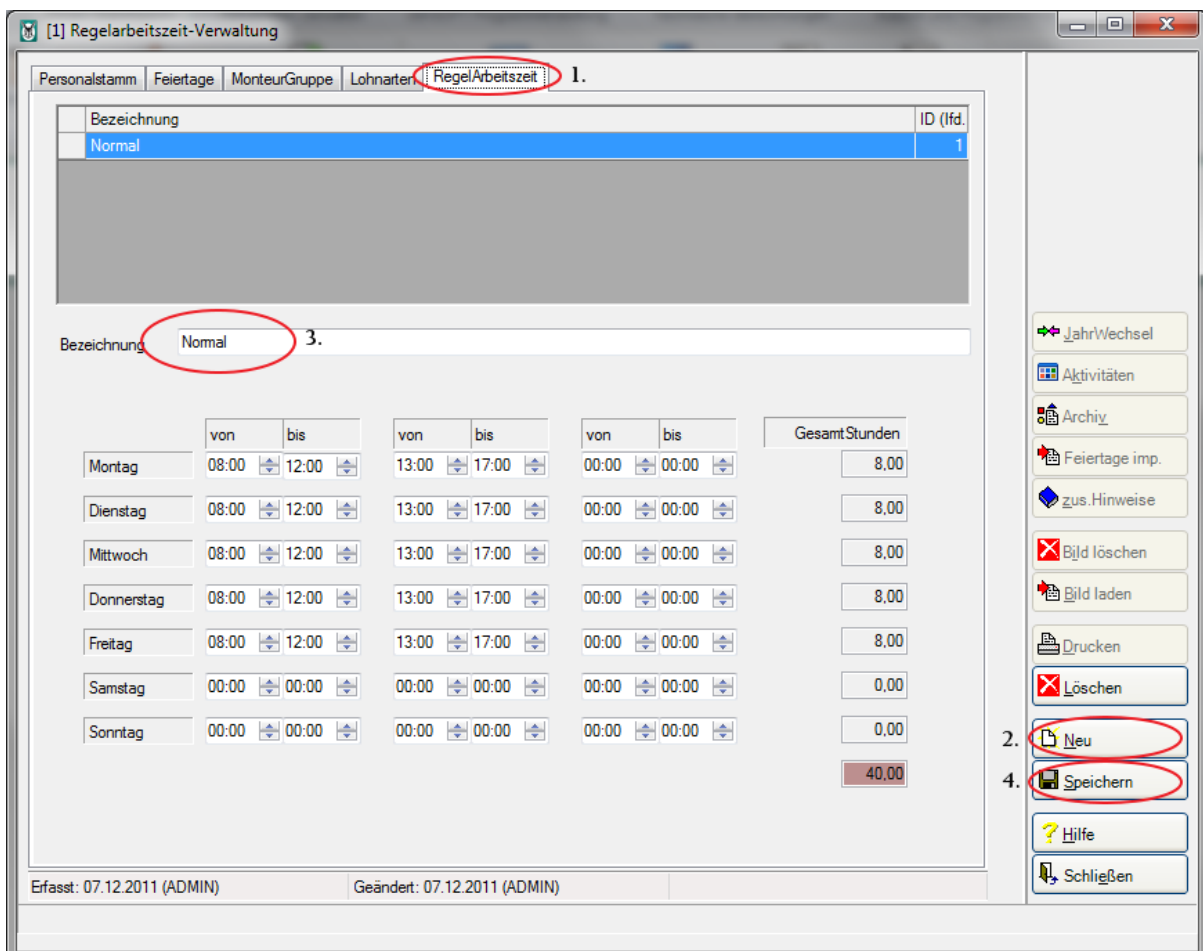 [1] Regelarbeitszeit-Verwaltung
Personalstamm Feiertage MonteurGruppe Lohnarten RegelArbeitszeit 1.
Bezeichnung ID (lfd.
Normal 1
Bezeichnung Normal 3.
von bis von bis von bis GesamtStunden
Montag 08:00 12:00 13:00 17:00 00:00 00:00 8,00
Dienstag 08:00 12:00 13:00 17:00 00:00 00:00 8,00
Mittwoch 08:00 12:00 13:00 17:00 00:00 00:00 8,00
Donnerstag 08:00 12:00 13:00 17:00 00:00 00:00 8,00
Freitag 08:00 12:00 13:00 17:00 00:00 00:00 8,00
Samstag 00:00 00:00 00:00 00:00 00:00 00:00 0,00
Sonntag 00:00 00:00 00:00 00:00 00:00 00:00 0,00
40,00
JahrWechsel
Aktivitäten
Archiv
Feiertage imp.
zus.Hinweise
Bild löschen
Bild laden
Drucken
Löschen
2. Neu
4. Speichern
Hilfe
Schließen
Erfasst: 07.12.2011 (ADMIN) Geändert: 07.12.2011 (ADMIN)